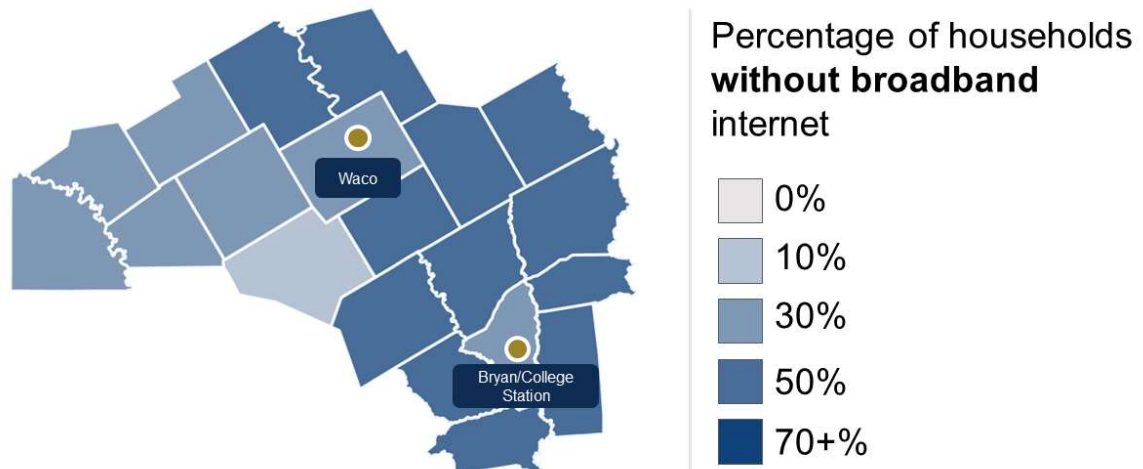 Waco
Bryan/College
Station
Percentage of households
without broadband
internet
0%
10%
30%
50%
70+%